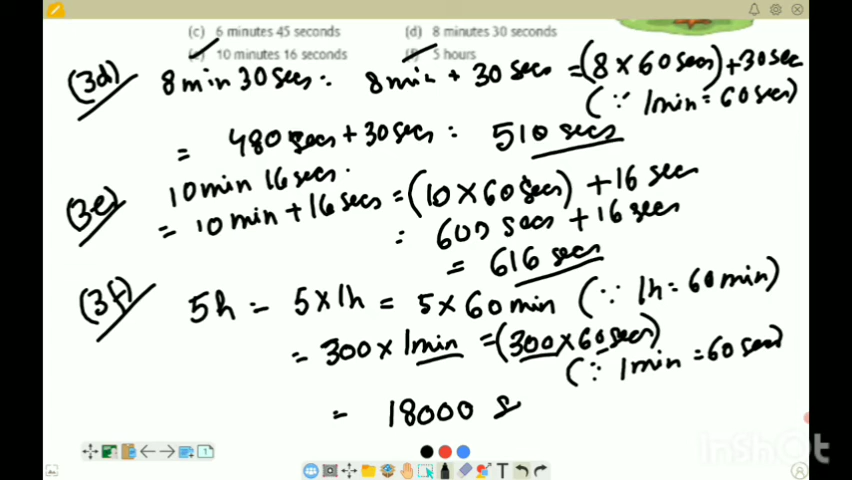 (c) 6 minutes 45 seconds (d) 8 minutes 30 seconds
(e) 10 minutes 16 seconds (f) 5 hours
(3d) 8 min 30 secs = 8 min + 30 secs = (8 × 60 secs) + 30 sec
(∵ 1 min = 60 secs)
= 480 secs + 30 secs = 510 secs
(3e) 10 min 16 secs.
= 10 min + 16 secs = (10 × 60 secs) + 16 sec
= 600 secs + 16 secs
= 616 secs
(3f) 5h = 5 × 1h = 5 × 60 min (∵ 1h = 60 min)
= 300 × 1 min = (300 × 60 secs)
(∵ 1 min = 60 sec)
= 18000 s
InShot